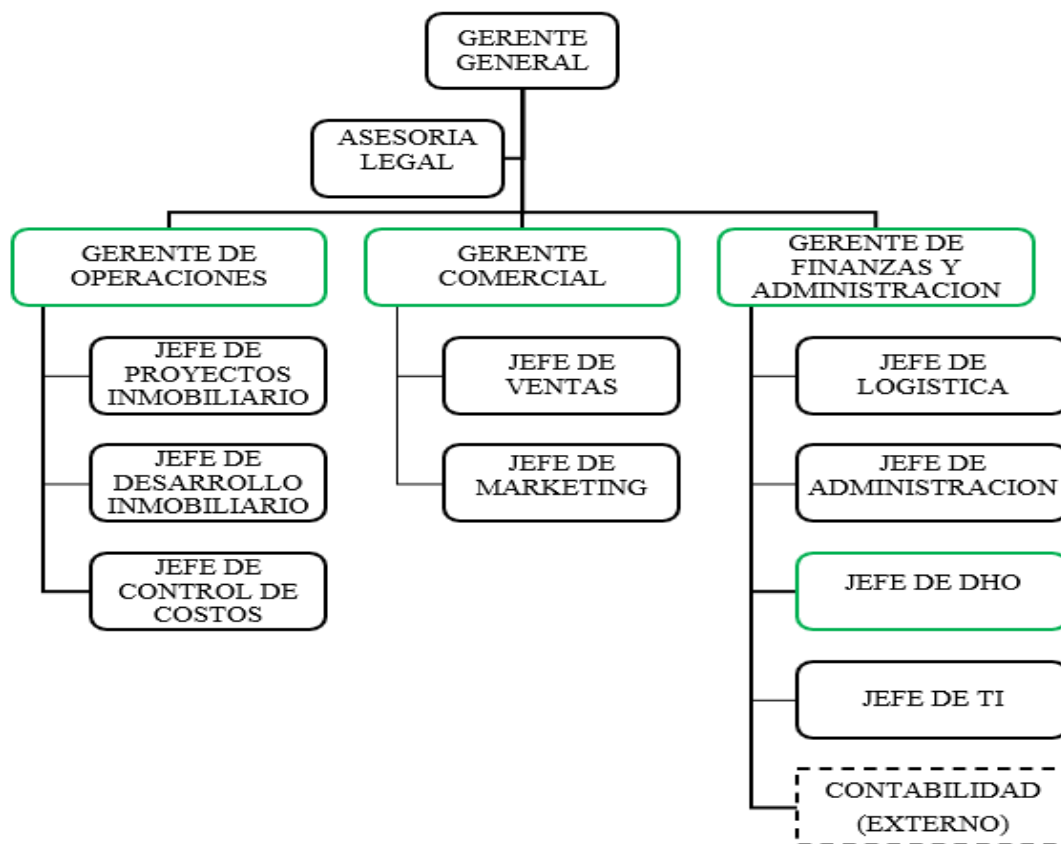 GERENTE
GENERAL
ASESORIA
LEGAL
GERENTE DE
OPERACIONES
GERENTE
COMERCIAL
GERENTE DE
FINANZAS Y
ADMINISTRACION
JEFE DE
PROYECTOS
INMOBILIARIO
JEFE DE
VENTAS
JEFE DE
LOGISTICA
JEFE DE
DESARROLLO
INMOBILIARIO
JEFE DE
MARKETING
JEFE DE
ADMINISTRACION
JEFE DE
CONTROL DE
COSTOS
JEFE DE DHO
JEFE DE TI
CONTABILIDAD
(EXTERNO)